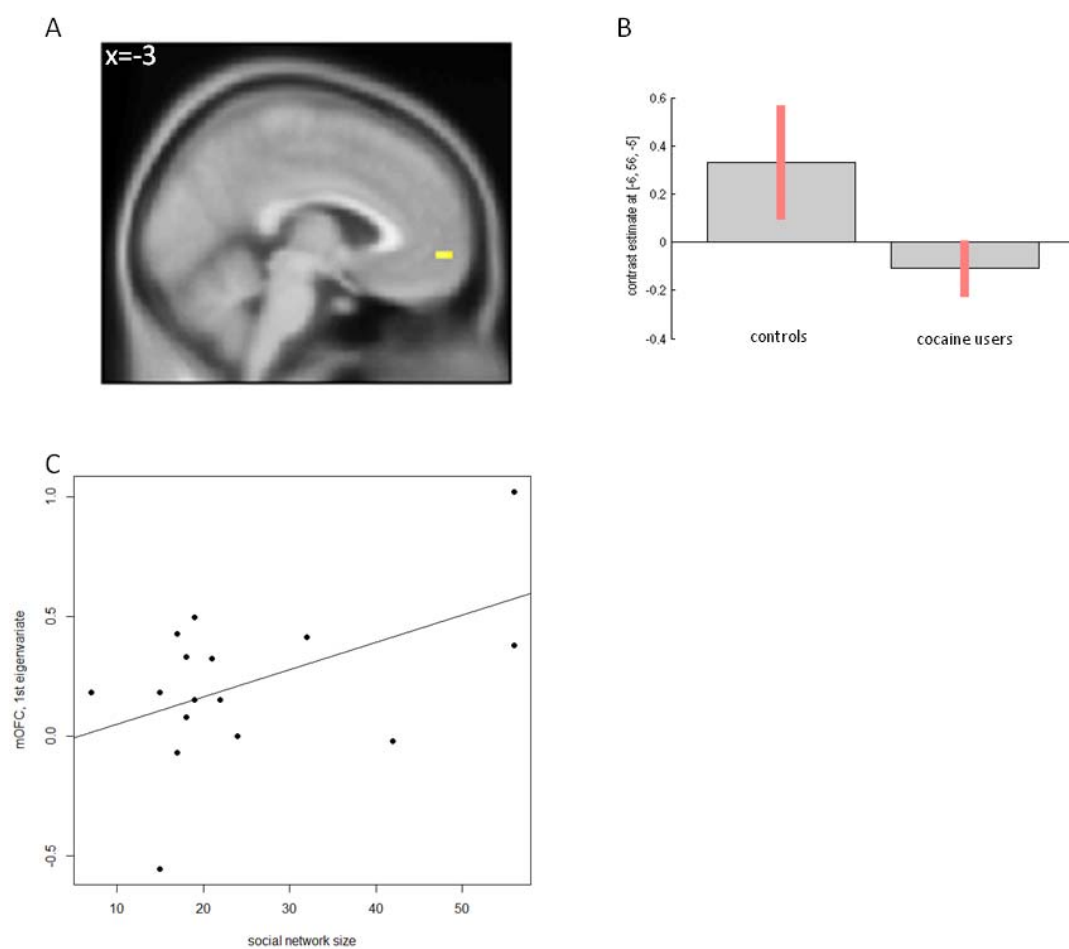 A
x=-3
B
contrast estimate at [-6, 56, -5]
0.6
0.4
0.2
0
-0.2
-0.4
controls
cocaine users
C
mOFC, 1st eigenvariate
1.0
0.5
0.0
-0.5
10 20 30 40 50
social network size